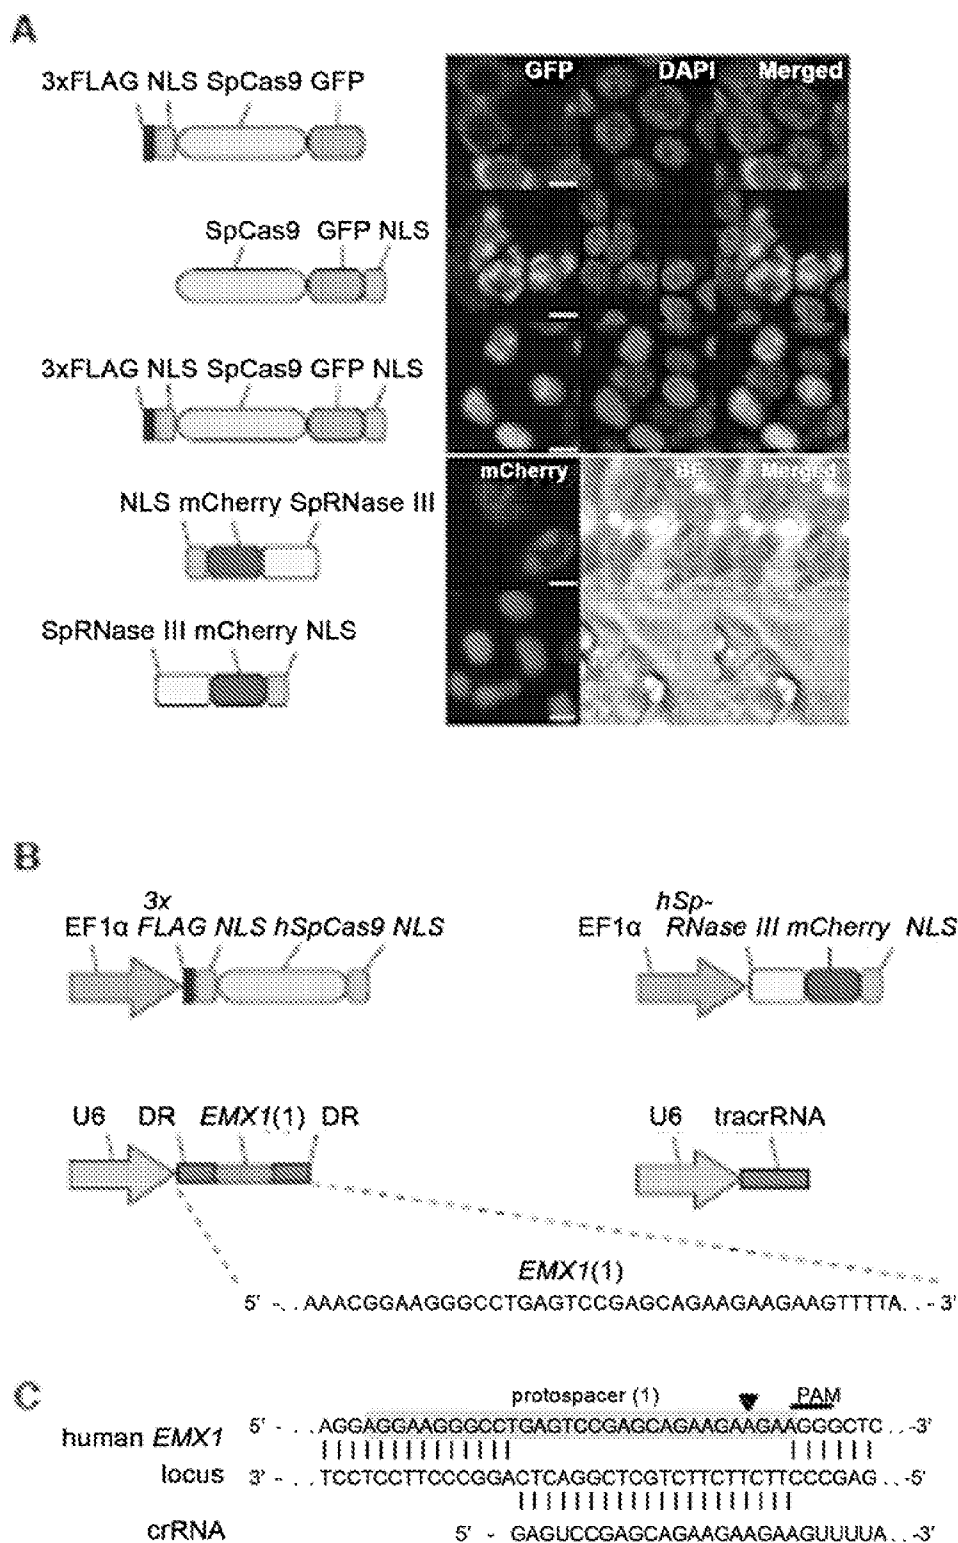 A
3xFLAG NLS SpCas9 GFP
GFP DAPI Merged
SpCas9 GFP NLS
3xFLAG NLS SpCas9 GFP NLS
mCherry Merged
NLS mCherry SpRNase III
SpRNase III mCherry NLS
B
3x
EF1α FLAG NLS hSpCas9 NLS
hSp-
EF1α RNase III mCherry NLS
U6 DR EMX1(1) DR
U6 tracrRNA
EMX1(1)
5' -. . AAACGGAAGGGCCTGAGTCCGAGCAGAAGAAGAAGTTTTA. . - 3'
C
protospacer (1) PAM
5' - . . AGGAGGAAGGGCCTGAGTCCGAGCAGAAGAAGAAGGGCTC . . -3'
human EMX1
locus
3' - . . TCCTCCTTCCCGGACTCAGGCTCGTCTTCTTCTTCCCGAG . . -5'
crRNA
5' - GAGUCCGAGCAGAAGAAGAAGUUUUA . . -3'